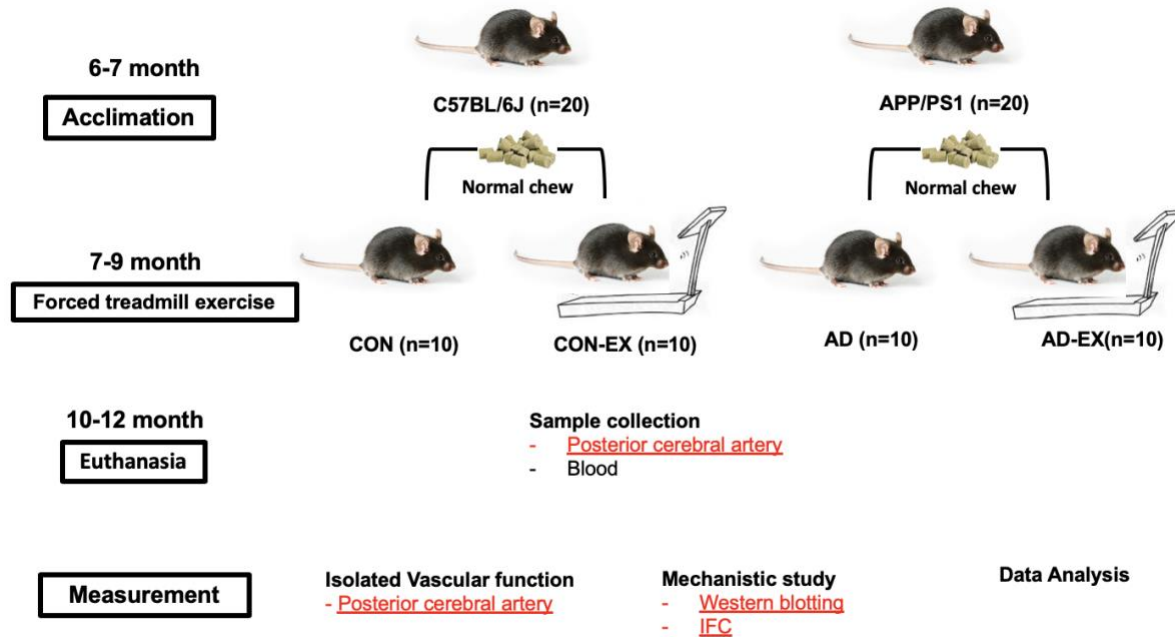 6-7 month
Acclimation
C57BL/6J (n=20)
APP/PS1 (n=20)
Normal chew
Normal chew
7-9 month
Forced treadmill exercise
CON (n=10)
CON-EX (n=10)
AD (n=10)
AD-EX(n=10)
10-12 month
Euthanasia
Sample collection
- Posterior cerebral artery
- Blood
Measurement
Isolated Vascular function
- Posterior cerebral artery
Mechanistic study
- Western blotting
- IFC
Data Analysis